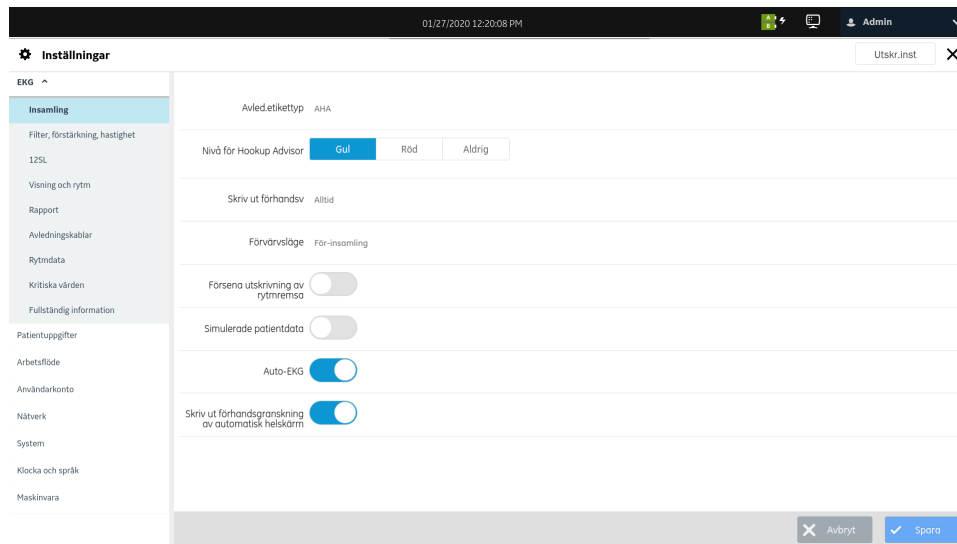 01/27/2020 12:20:08 PM
A
B
Admin
Inställningar
Utskr.inst
EKG
Insamling
Filter, förstärkning, hastighet
12SL
Visning och rytm
Rapport
Avledningskablar
Rytmdata
Kritiska värden
Fullständig information
Patientuppgifter
Arbetsflöde
Användarkonto
Nätverk
System
Klocka och språk
Maskinvara
Avled.etikettyp AHA
Nivå för Hookup Advisor Gul Röd Aldrig
Skriv ut förhandsv Alltid
Förvärvsläge För-insamling
Försena utskrivning av
rytmremsa
Simulerade patientdata
Auto-EKG
Skriv ut förhandsgranskning
av automatisk helskärm
Avbryt Spara